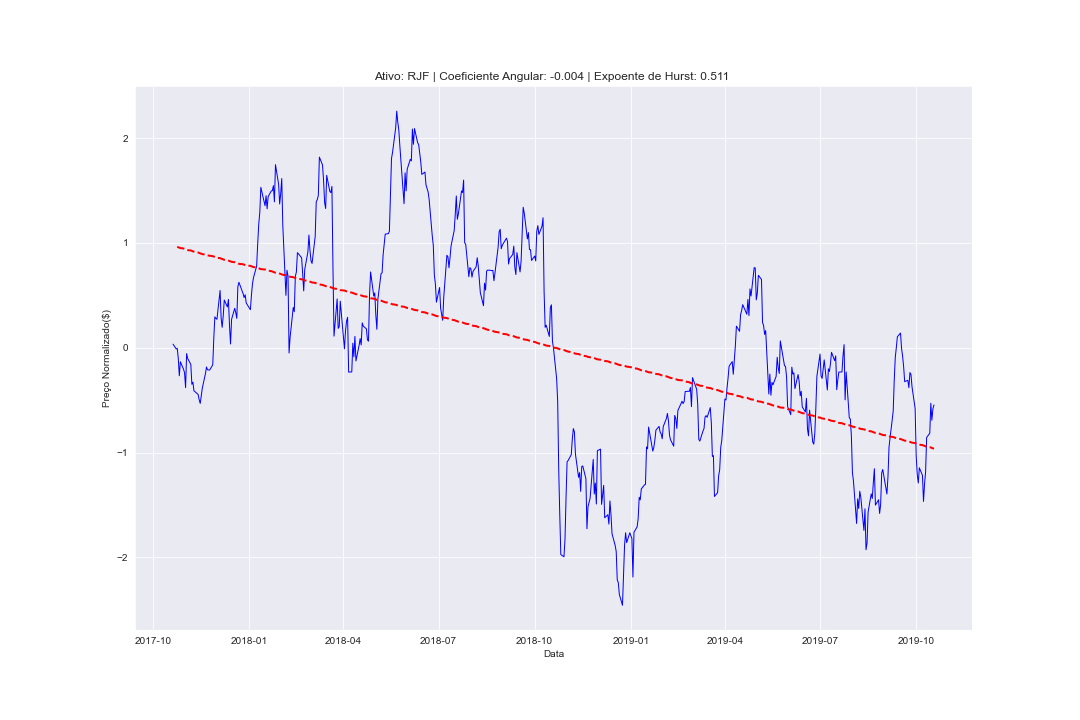 Ativo: RJF | Coeficiente Angular: -0.004 | Expoente de Hurst: 0.511
2
1
0
−1
−2
Preço Normalizado($)
2017-10 2018-01 2018-04 2018-07 2018-10 2019-01 2019-04 2019-07 2019-10
Data